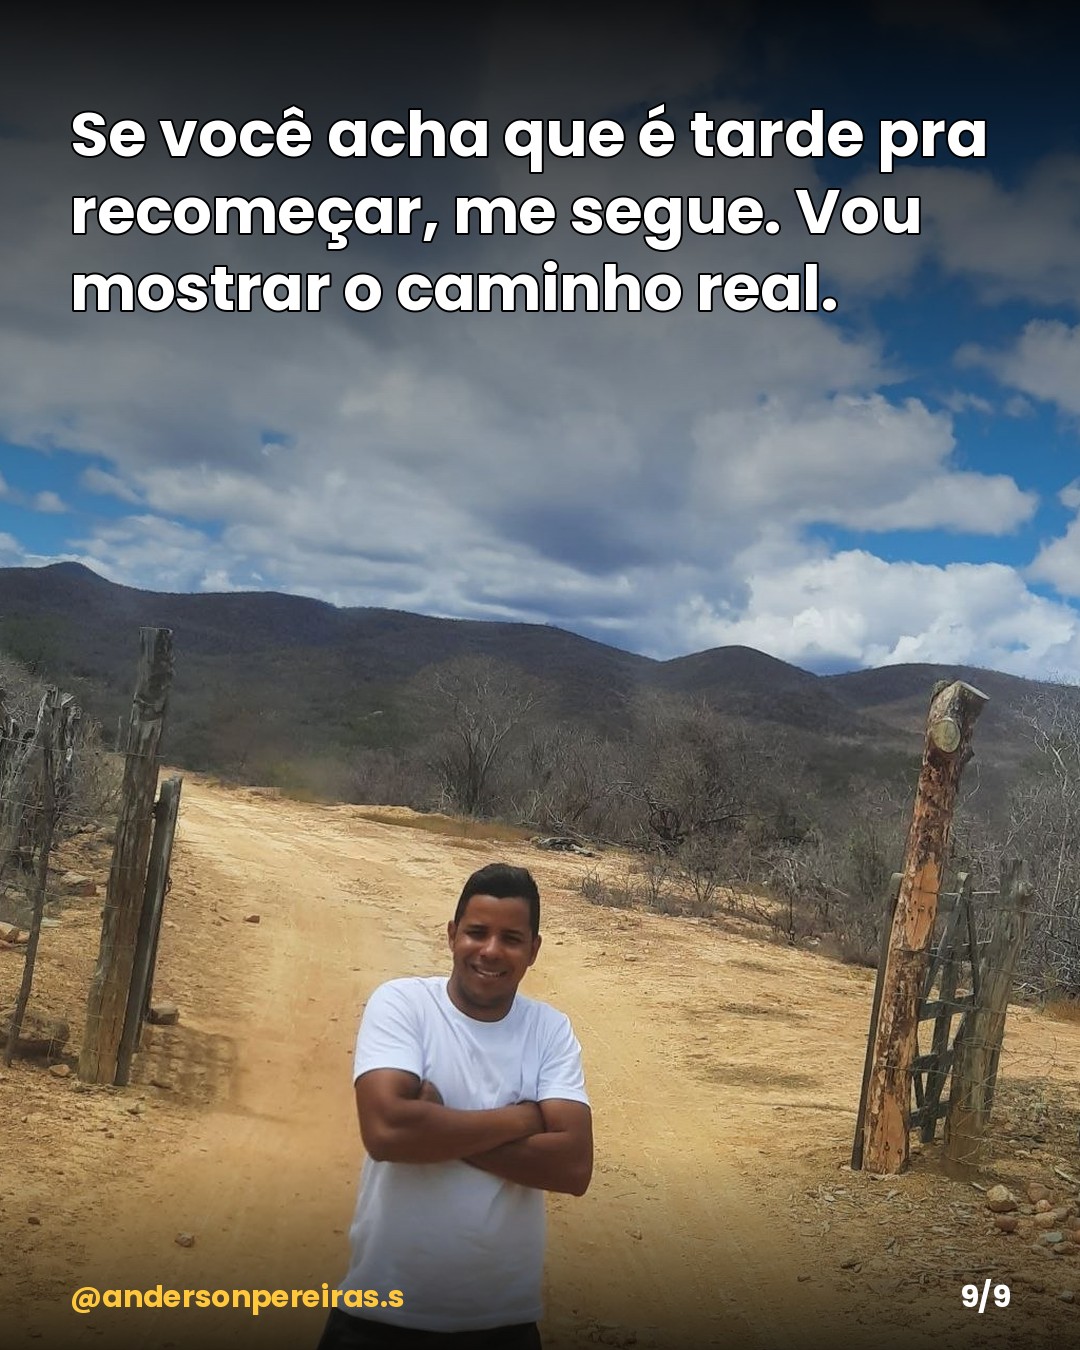 Se você acha que é tarde pra
recomeçar, me segue. Vou
mostrar o caminho real.
@andersonpereiras.s
9/9